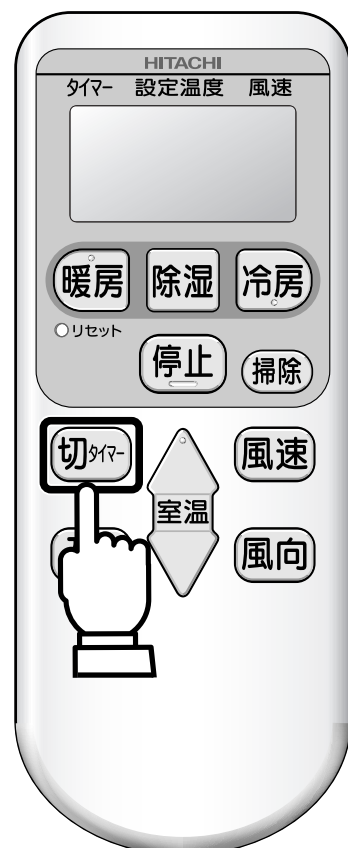 HITACHI
タイマー 設定温度 風速
暖房 除湿 冷房
リセット
停止 掃除
切タイマー
室温
風速
風向